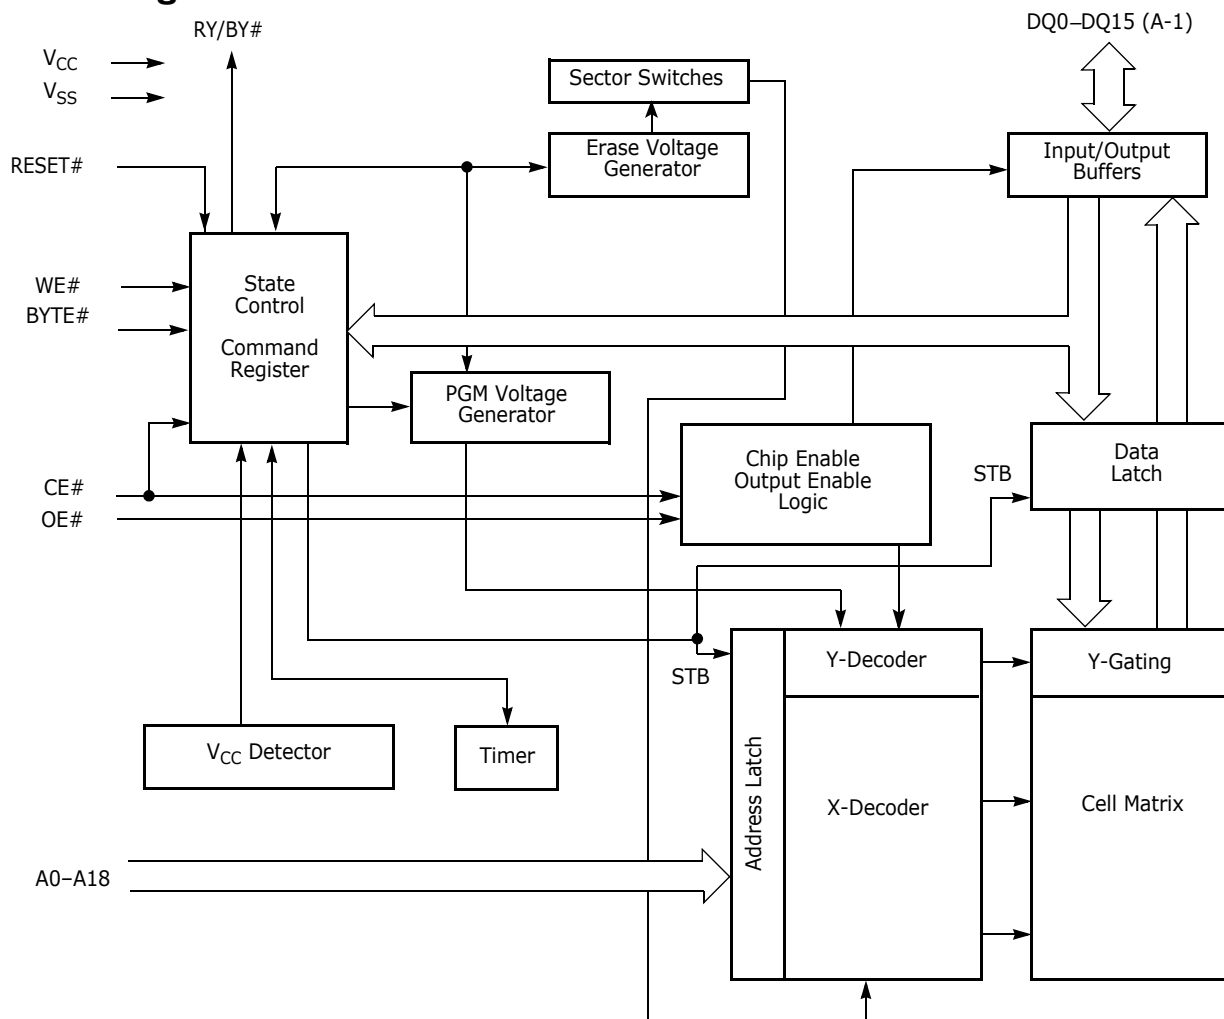 RY/BY#
DQ0–DQ15 (A-1)
VCC
VSS
Sector Switches
RESET#
Erase Voltage
Generator
Input/Output
Buffers
WE#
BYTE#
State
Control
Command
Register
PGM Voltage
Generator
CE#
OE#
Chip Enable
Output Enable
Logic
STB
Data
Latch
STB
Y-Decoder
Y-Gating
VCC Detector
Timer
Address Latch
X-Decoder
Cell Matrix
A0–A18